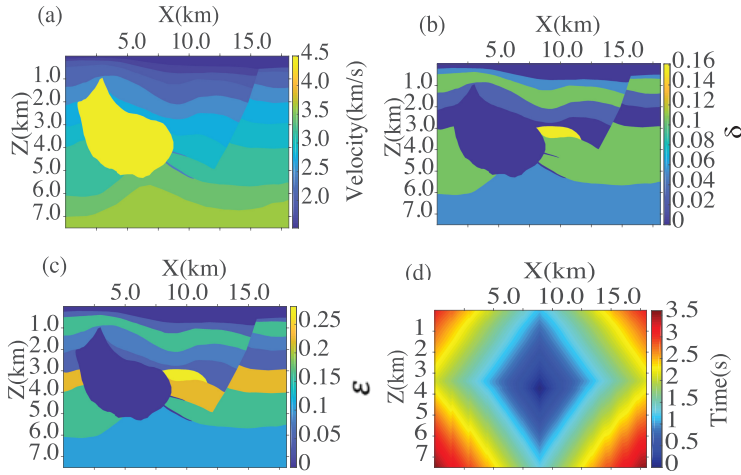 (a)
X(km)
5.0 10.0 15.0
Z(km)
1.0
2.0
3.0
4.0
5.0
6.0
7.0
4.5
4.0
3.5
3.0
2.5
2.0
Velocity(km/s)
(b)
X(km)
5.0 10.0 15.0
Z(km)
1.0
2.0
3.0
4.0
5.0
6.0
7.0
0.16
0.14
0.12
0.1
0.08
0.06
0.04
0.02
0
δ
(c)
X(km)
5.0 10.0 15.0
Z(km)
1.0
2.0
3.0
4.0
5.0
6.0
7.0
0.25
0.2
0.15
0.1
0.05
0
ε
(d)
X(km)
5.0 10.0 15.0
Z(km)
1
2
3
4
5
6
7
3.5
3
2.5
2
1.5
1
0.5
0
Time(s)